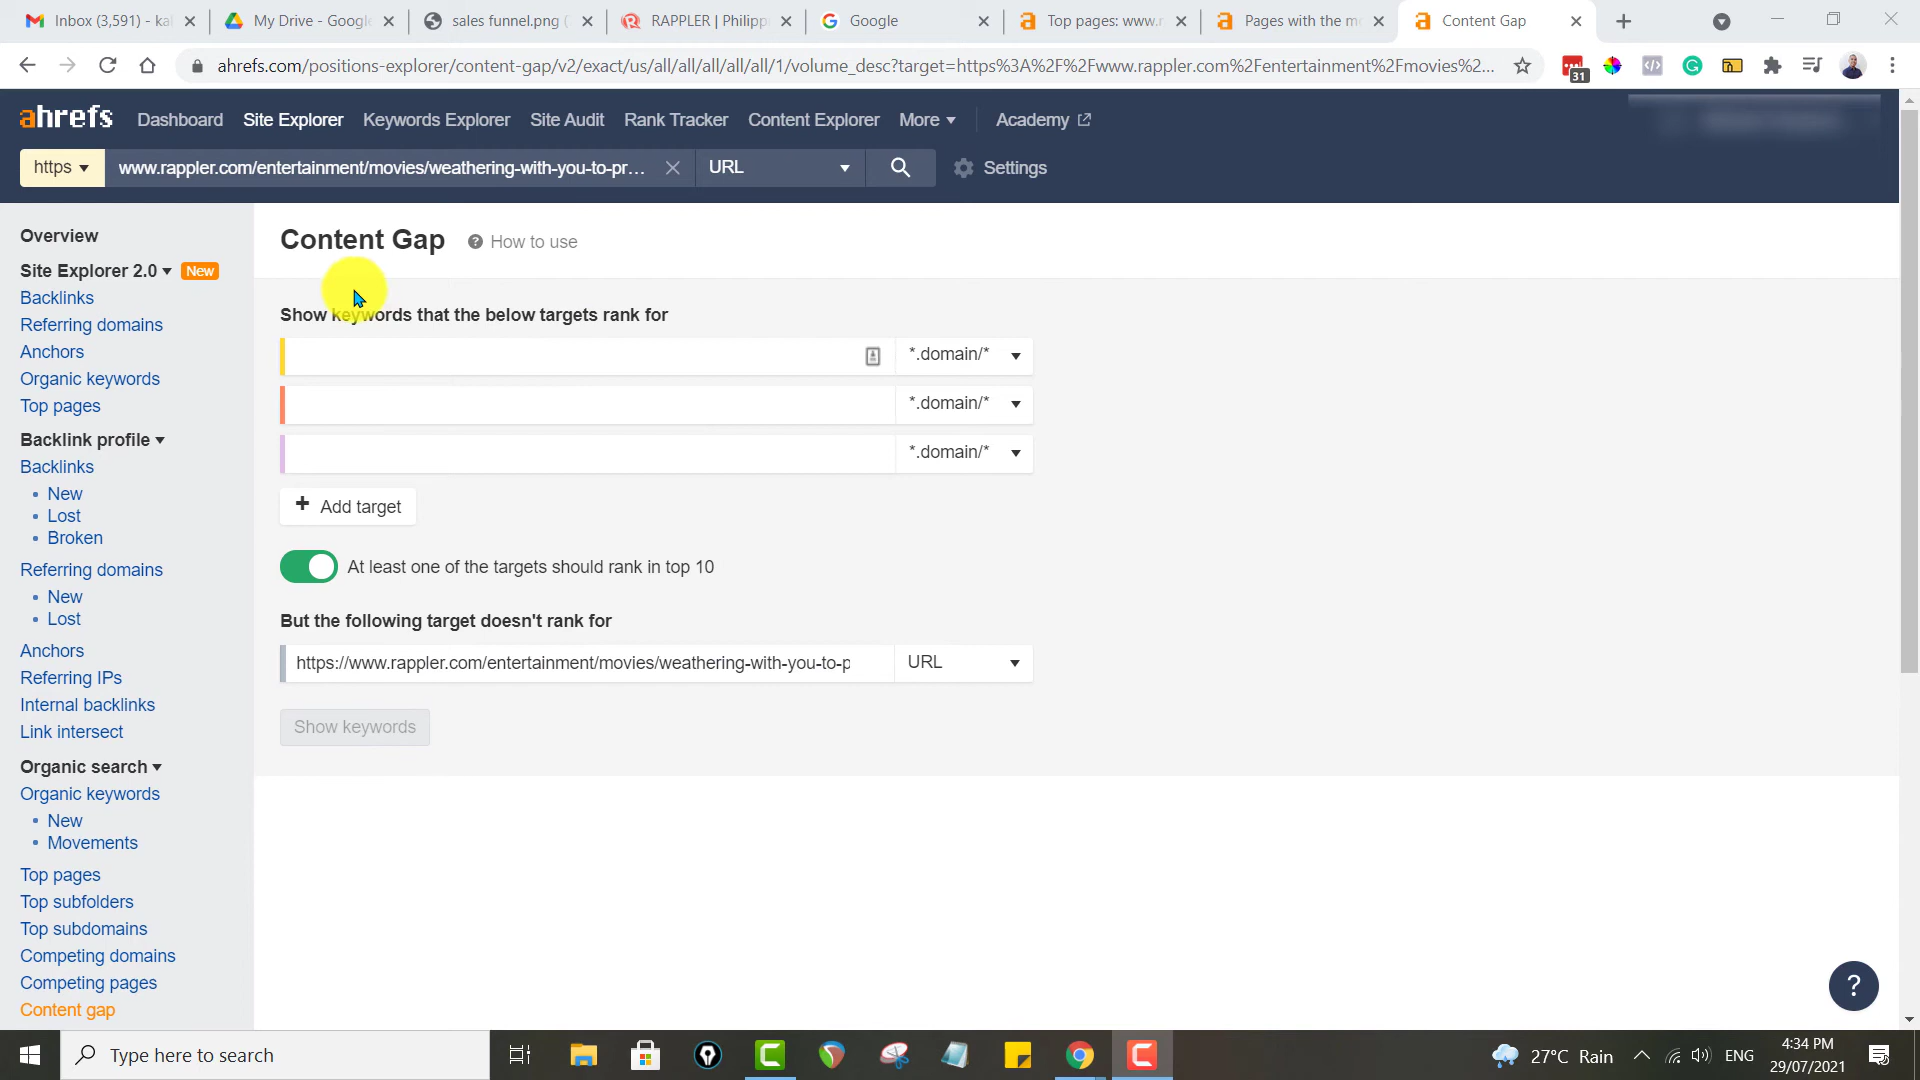 Inbox (3,591) - kal
My Drive - Google
sales funnel.png (
RAPPLER | Philippi
Google
Top pages: www.r
Pages with the mo
Content Gap
ahrefs.com/positions-explorer/content-gap/v2/exact/us/all/all/all/all/all/1/volume_desc?target=https%3A%2F%2Fwww.rappler.com%2Fentertainment%2Fmovies%2...
31
ahrefs
Dashboard
Site Explorer
Keywords Explorer
Site Audit
Rank Tracker
Content Explorer
More
Academy
https
www.rappler.com/entertainment/movies/weathering-with-you-to-pr...
URL
Settings
Overview
Site Explorer 2.0
New
Backlinks
Referring domains
Anchors
Organic keywords
Top pages
Backlink profile
Backlinks
New
Lost
Broken
Referring domains
New
Lost
Anchors
Referring IPs
Internal backlinks
Link intersect
Organic search
Organic keywords
New
Movements
Top pages
Top subfolders
Top subdomains
Competing domains
Competing pages
Content gap
Content Gap
? How to use
Show keywords that the below targets rank for
*.domain/*
*.domain/*
*.domain/*
+ Add target
At least one of the targets should rank in top 10
But the following target doesn't rank for
https://www.rappler.com/entertainment/movies/weathering-with-you-to-p
URL
Show keywords
?
Type here to search
27°C Rain
ENG
4:34 PM
29/07/2021